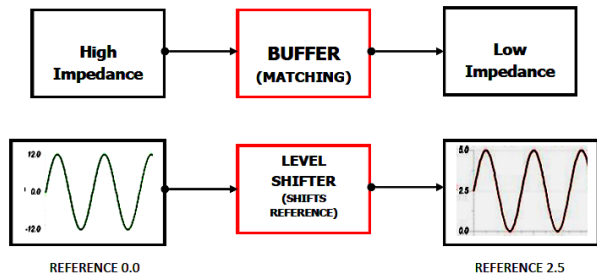 High
Impedance
BUFFER
(MATCHING)
Low
Impedance
12.0
0.0
-12.0
LEVEL
SHIFTER
(SHIFTS
REFERENCE)
5.0
2.5
0.0
REFERENCE 0.0
REFERENCE 2.5